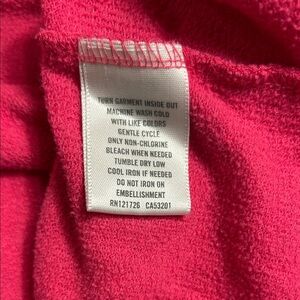 TURN GARMENT INSIDE OUT
MACHINE WASH COLD
WITH LIKE COLORS
GENTLE CYCLE
ONLY NON-CHLORINE
BLEACH WHEN NEEDED
TUMBLE DRY LOW
COOL IRON IF NEEDED
DO NOT IRON ON
EMBELLISHMENT
RN121726 CA53201